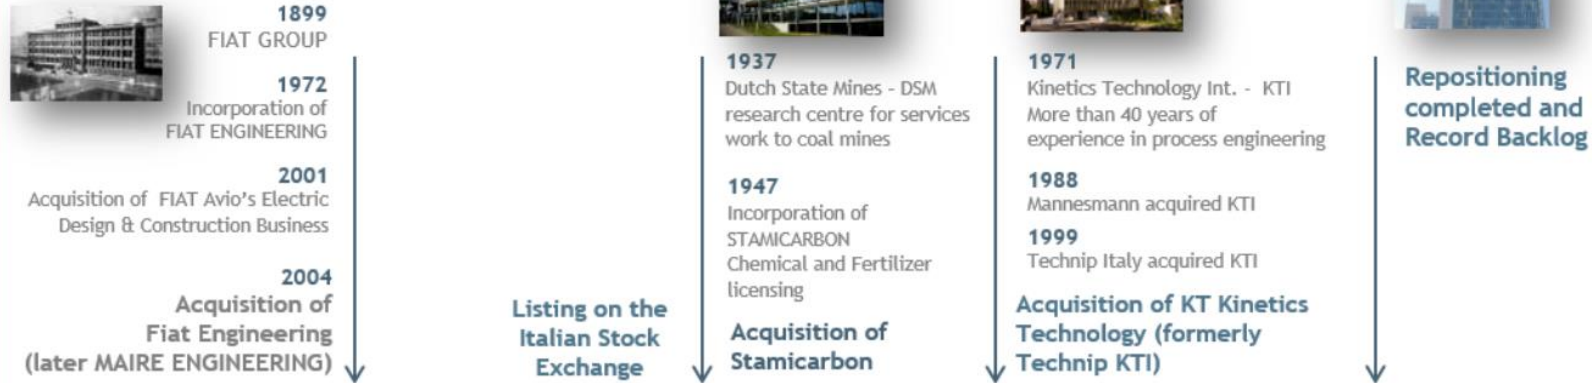 1899
FIAT GROUP
1972
Incorporation of
FIAT ENGINEERING
2001
Acquisition of FIAT Avio's Electric
Design & Construction Business
2004
Acquisition of
Fiat Engineering
(later MAIRE ENGINEERING)
Listing on the
Italian Stock
Exchange
1937
Dutch State Mines - DSM
research centre for services
work to coal mines
1947
Incorporation of
STAMICARBON
Chemical and Fertilizer
licensing
Acquisition of
Stamicarbon
1971
Kinetics Technology Int. - KTI
More than 40 years of
experience in process engineering
1988
Mannesmann acquired KTI
1999
Technip Italy acquired KTI
Acquisition of KT Kinetics
Technology (formerly
Technip KTI)
Repositioning
completed and
Record Backlog